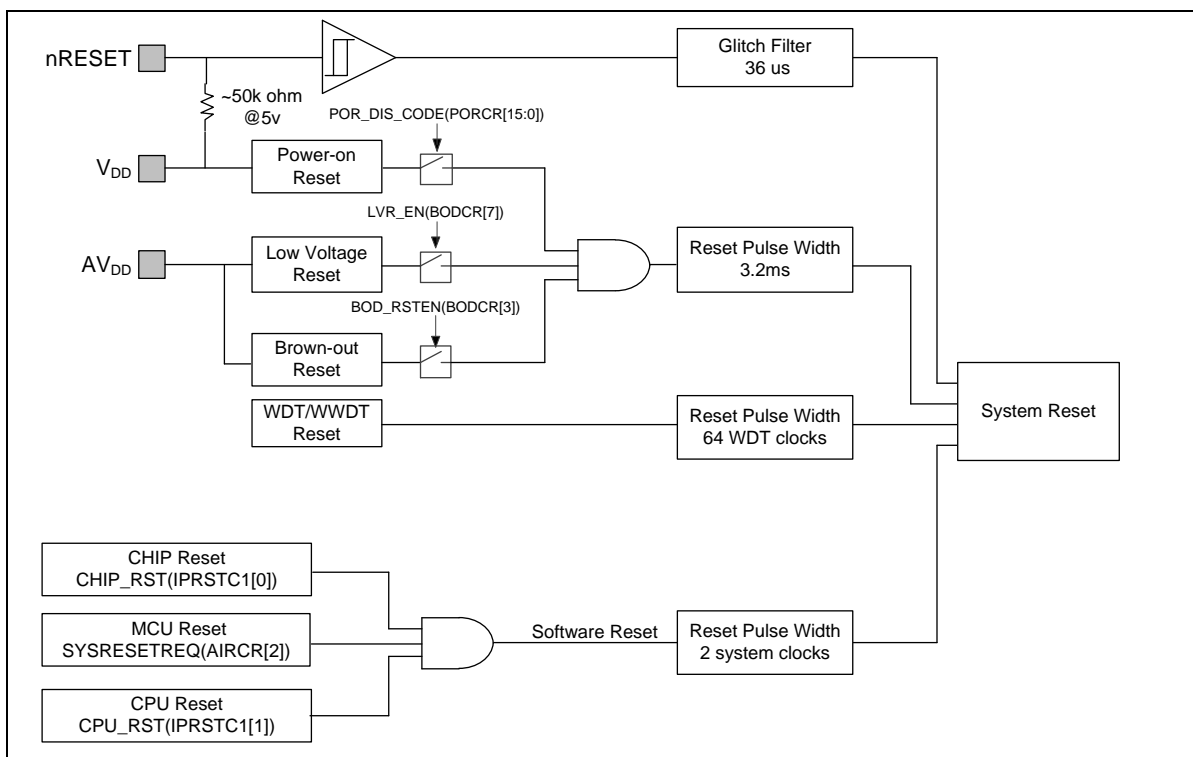 nRESET
Glitch Filter
36 us
~50k ohm
@5v
POR_DIS_CODE(PORCR[15:0])
VDD
Power-on
Reset
LVR_EN(BODCR[7])
AVDD
Low Voltage
Reset
Reset Pulse Width
3.2ms
BOD_RSTEN(BODCR[3])
Brown-out
Reset
WDT/WWDT
Reset
Reset Pulse Width
64 WDT clocks
System Reset
CHIP Reset
CHIP_RST(IPRSTC1[0])
MCU Reset
SYSRESETREQ(AIRCR[2])
Software Reset
Reset Pulse Width
2 system clocks
CPU Reset
CPU_RST(IPRSTC1[1])